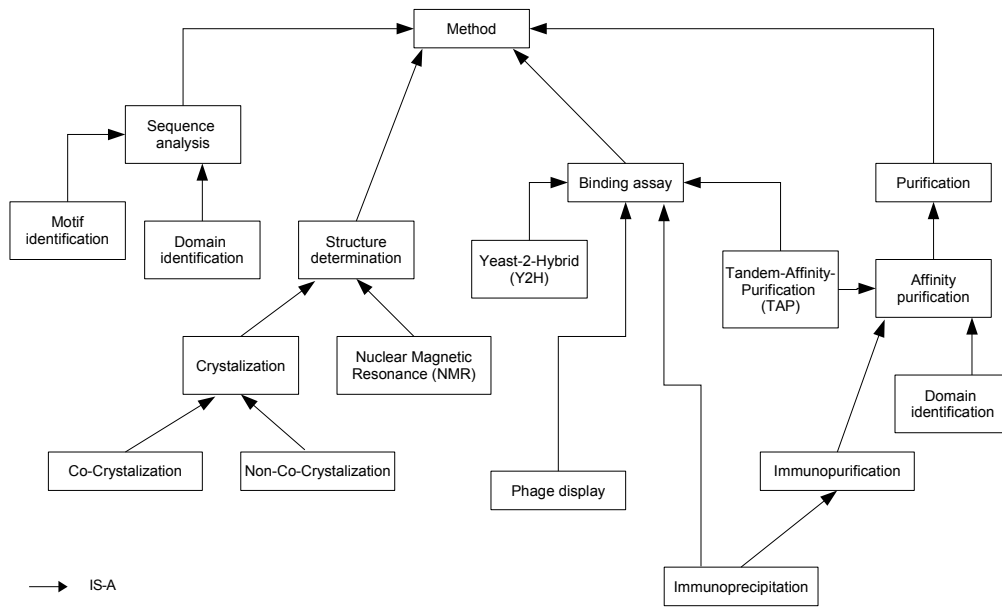 Method
Sequence
analysis
Binding assay
Purification
Motif
identification
Domain
identification
Structure
determination
Yeast-2-Hybrid
(Y2H)
Tandem-Affinity-
Purification
(TAP)
Affinity
purification
Crystalization
Nuclear Magnetic
Resonance (NMR)
Domain
identification
Co-Crystalization
Non-Co-Crystalization
Phage display
Immunopurification
Immunoprecipitation
IS-A